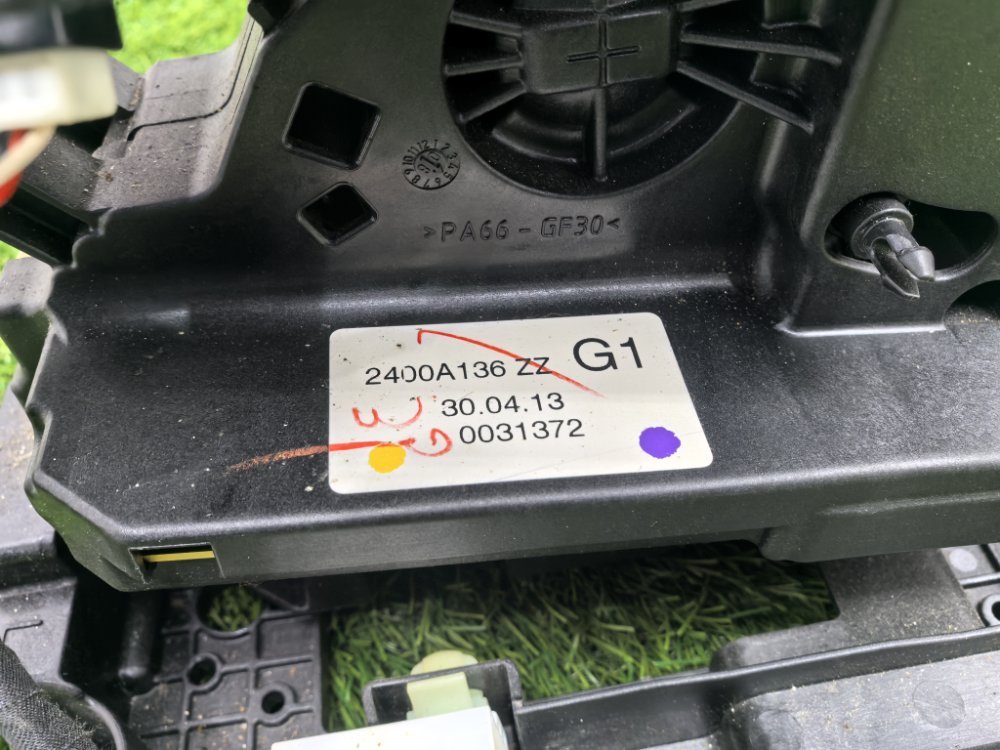 >PA66-GF30<
2400A136 ZZ G1
30.04.13
0031372